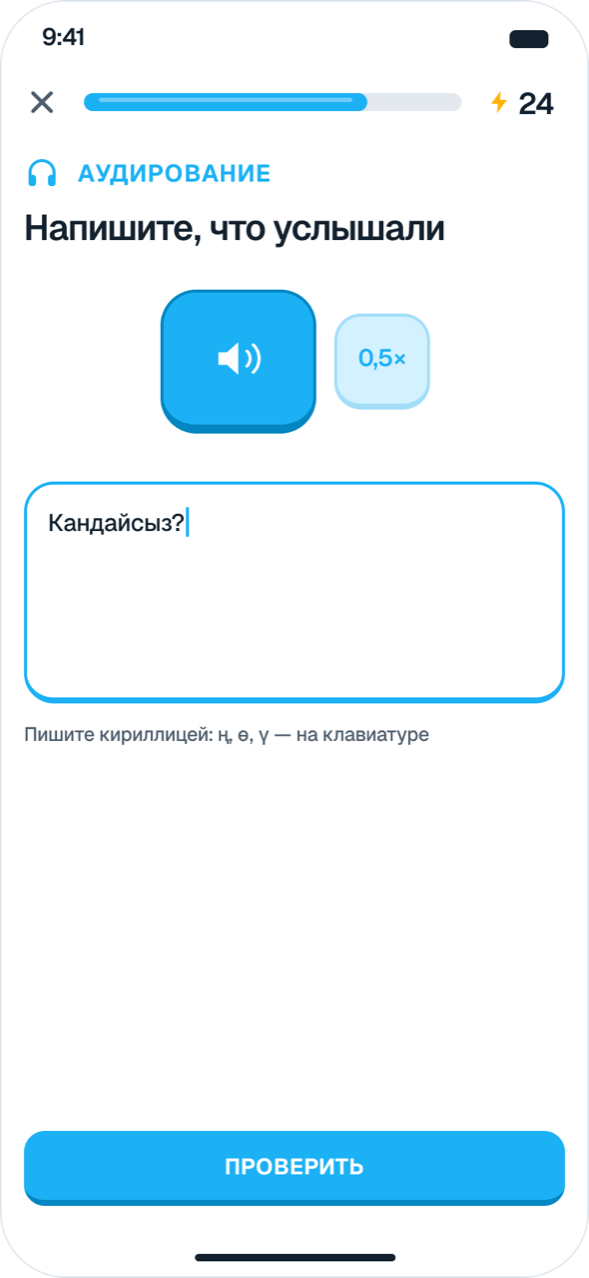 9:41
24
АУДИРОВАНИЕ
Напишите, что услышали
0,5×
Кандайсыз?
Пишите кириллицей: ң, ө, ү — на клавиатуре
ПРОВЕРИТЬ